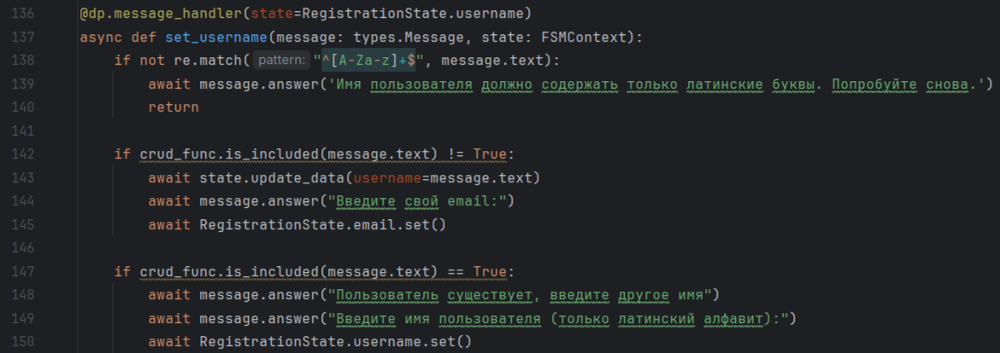 136 @dp.message_handler(state=RegistrationState.username)
137 async def set_username(message: types.Message, state: FSMContext):
138 if not re.match( pattern: "^[A-Za-z]+$", message.text):
139 await message.answer('Имя пользователя должно содержать только латинские буквы. Попробуйте снова.')
140 return
141
142 if crud_func.is_included(message.text) != True:
143 await state.update_data(username=message.text)
144 await message.answer("Введите свой email:")
145 await RegistrationState.email.set()
146
147 if crud_func.is_included(message.text) == True:
148 await message.answer("Пользователь существует, введите другое имя")
149 await message.answer("Введите имя пользователя (только латинский алфавит):")
150 await RegistrationState.username.set()